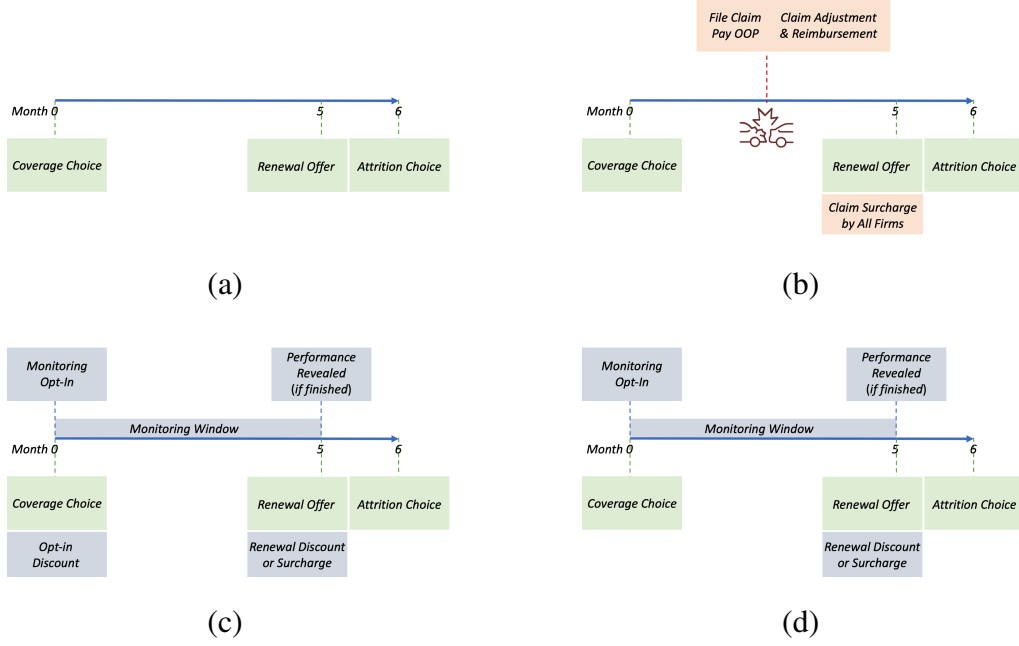 Month 0
5
6
Coverage Choice
Renewal Offer
Attrition Choice
(a)
File Claim
Pay OOP
Claim Adjustment
& Reimbursement
Month 0
5
6
Coverage Choice
Renewal Offer
Attrition Choice
Claim Surcharge
by All Firms
(b)
Monitoring
Opt-In
Performance
Revealed
(if finished)
Monitoring Window
Month 0
5
6
Coverage Choice
Renewal Offer
Attrition Choice
Opt-in
Discount
Renewal Discount
or Surcharge
(c)
Monitoring
Opt-In
Performance
Revealed
(if finished)
Monitoring Window
Month 0
5
6
Coverage Choice
Renewal Offer
Attrition Choice
Renewal Discount
or Surcharge
(d)